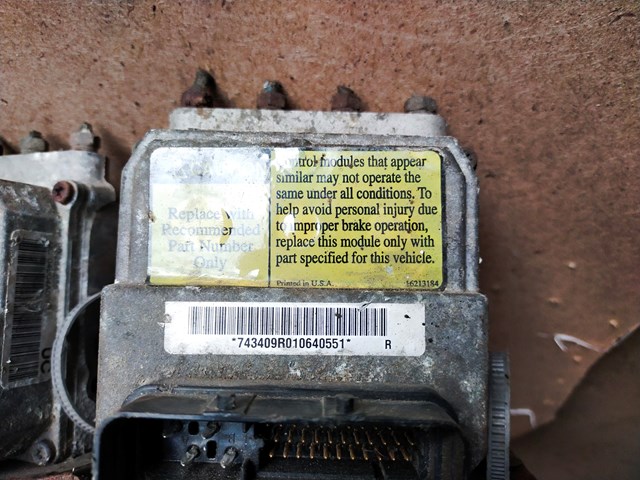 Replace with
Recommended
Part Number
Only
Control modules that appear
similar may not operate the
same under all conditions. To
help avoid personal injury due
to improper brake operation,
replace this module only with
part specified for this vehicle.
Printed in U.S.A. 16213184
*743409R010640551* R